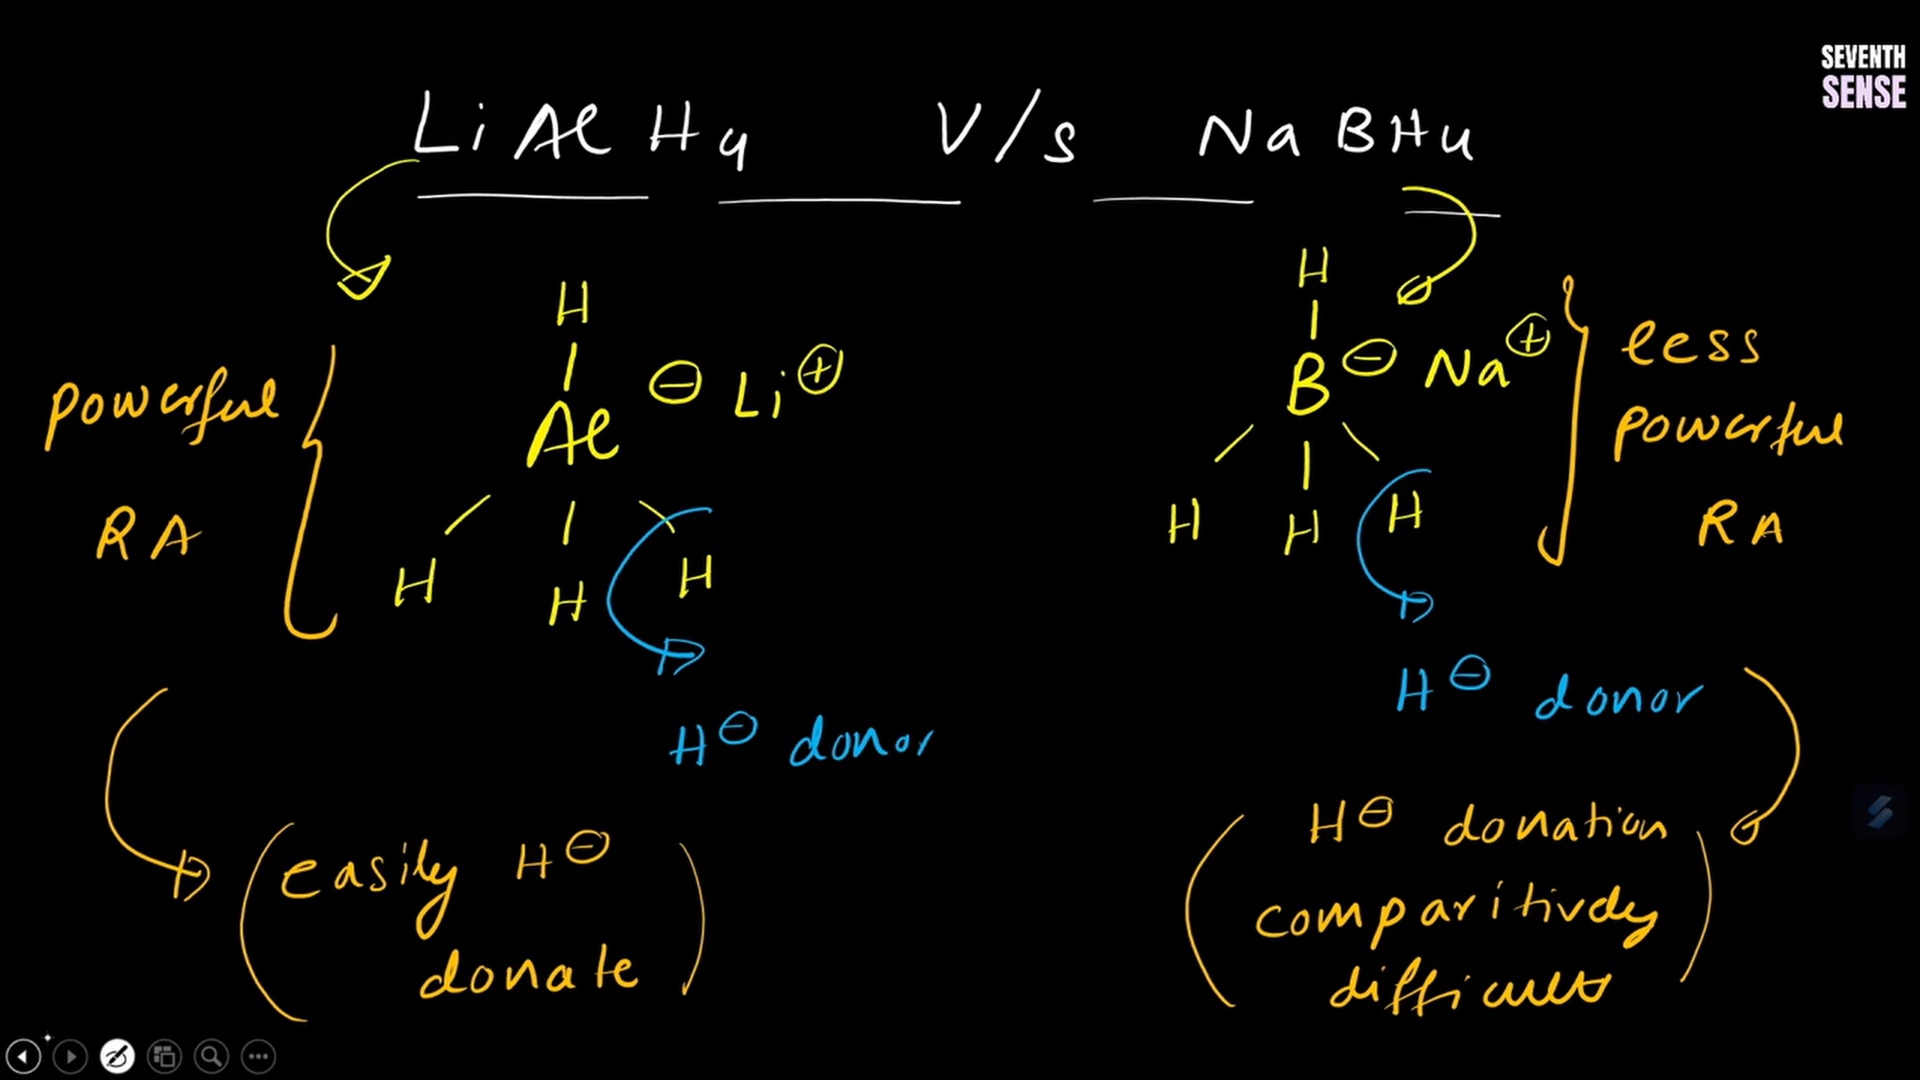 SEVENTH
SENSE
LiAlH4 V/s NaBH4
H
Al ⊖ Li⊕
H H H
powerful
RA
H⊖ donor
easily H⊖
donate
H
B⊖ Na⊕
H H H
less
powerful
RA
H⊖ donor
H⊖ donation
comparitively
difficult